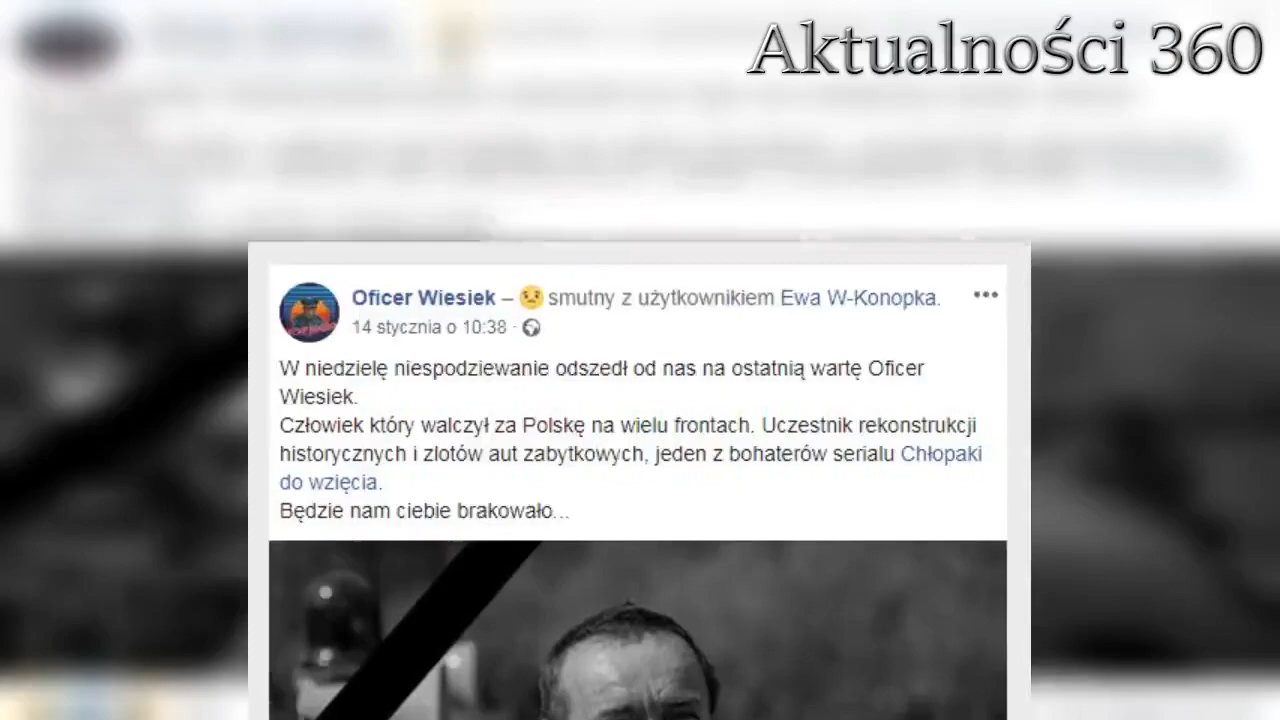 Aktualności 360
Oficer Wiesiek – 😟 smutny z użytkownikiem Ewa W-Konopka.
14 stycznia o 10:38 ·
W niedzielę niespodziewanie odszedł od nas na ostatnią wartę Oficer
Wiesiek.
Człowiek który walczył za Polskę na wielu frontach. Uczestnik rekonstrukcji
historycznych i zlotów aut zabytkowych, jeden z bohaterów serialu Chłopaki
do wzięcia.
Będzie nam ciebie brakowało...